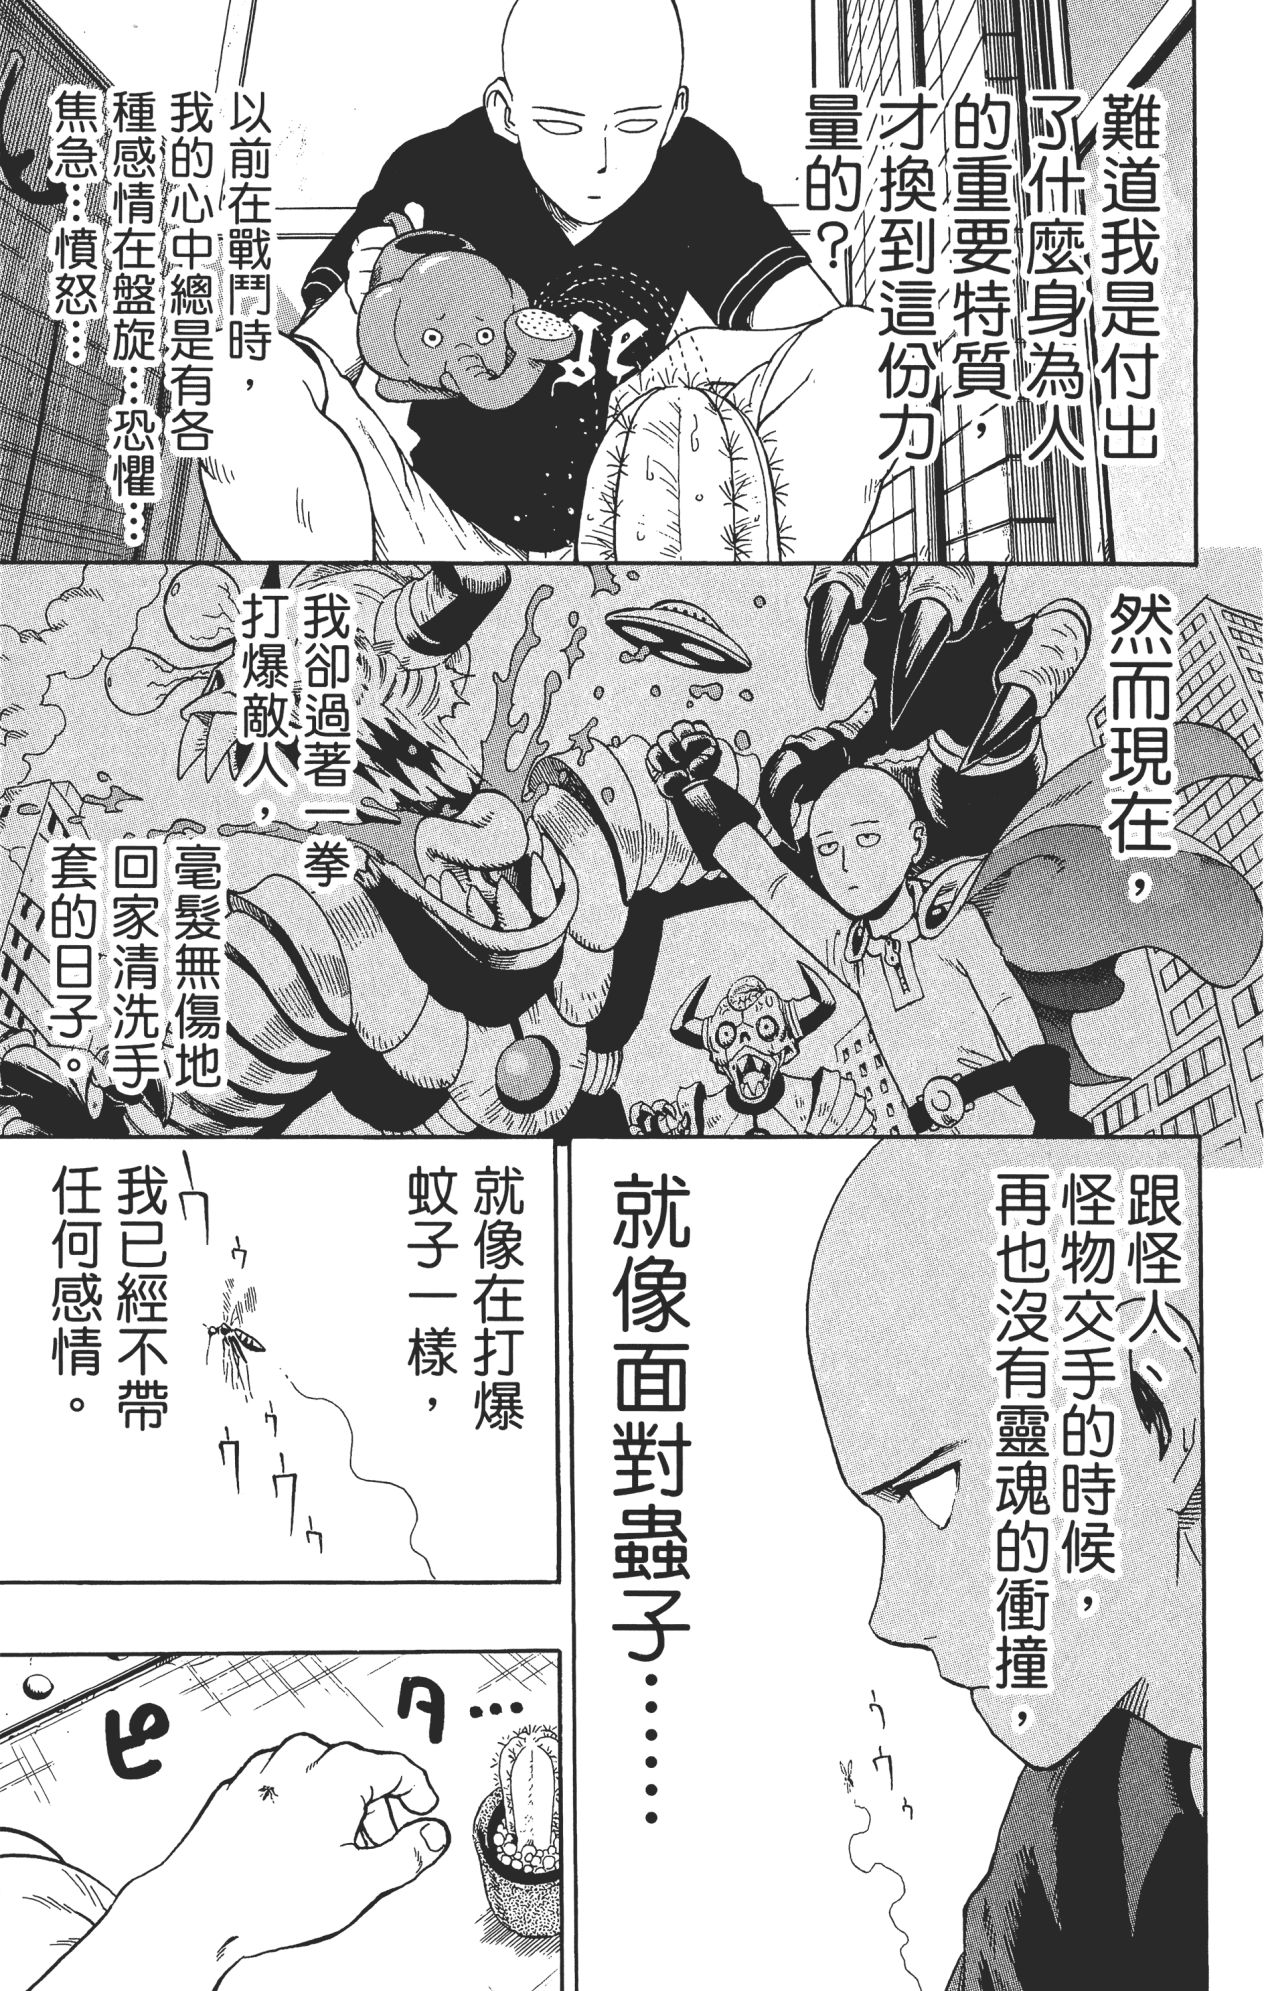 難道我是付出
了什麼身為人
的重要特質，
才換到這份力
量的？
以前在戰鬥時，
我的心中總是有各
種感情在盤旋…恐懼……
焦急…憤怒…
然而現在，
我卻過著一拳
打爆敵人，
毫髮無傷地
回家清洗手
套的日子。
跟怪人、
怪物交手的時候，
再也沒有靈魂的衝撞，
就像面對蟲子………
ゥ
ウ
ウ
ゥ
就像在打爆
蚊子一樣，
我已經不帶
任何感情。
ウ
ゥ
ゥ
ウ
ウ
ゥ
ピタ…